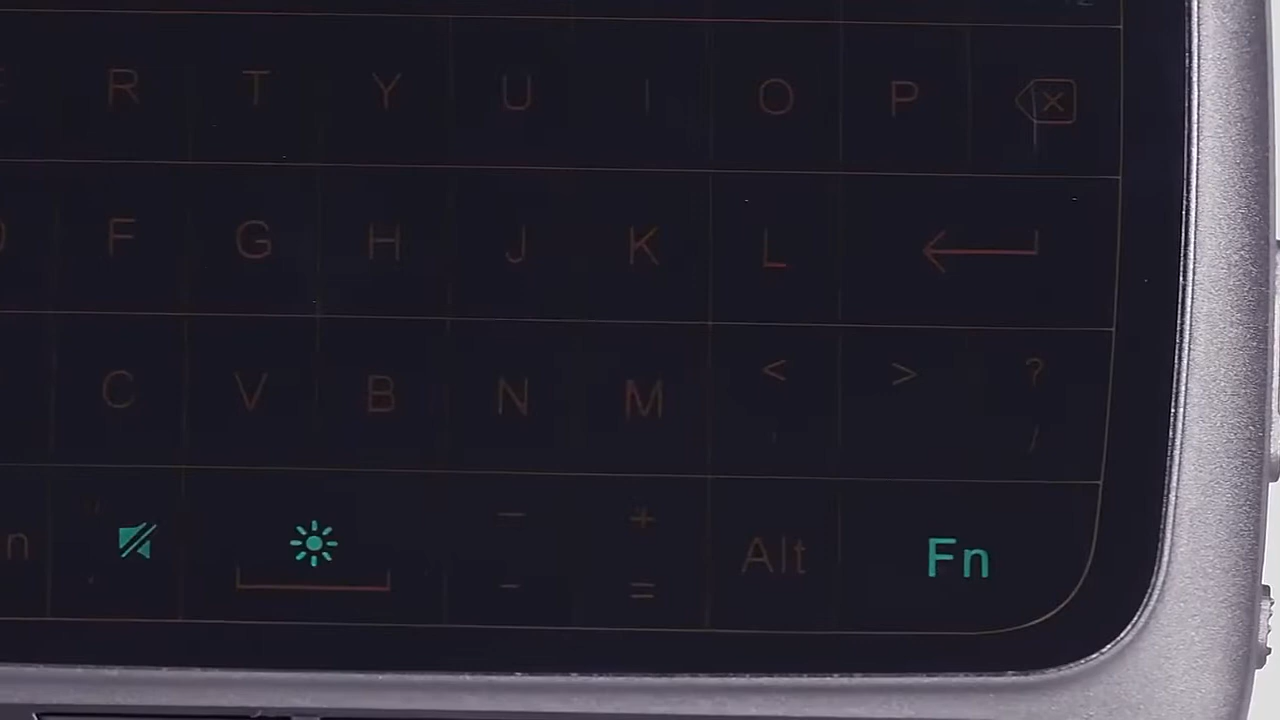 R T Y U I O P
F G H J K L
C V B N M < > ?
/
n — + Alt Fn
- =